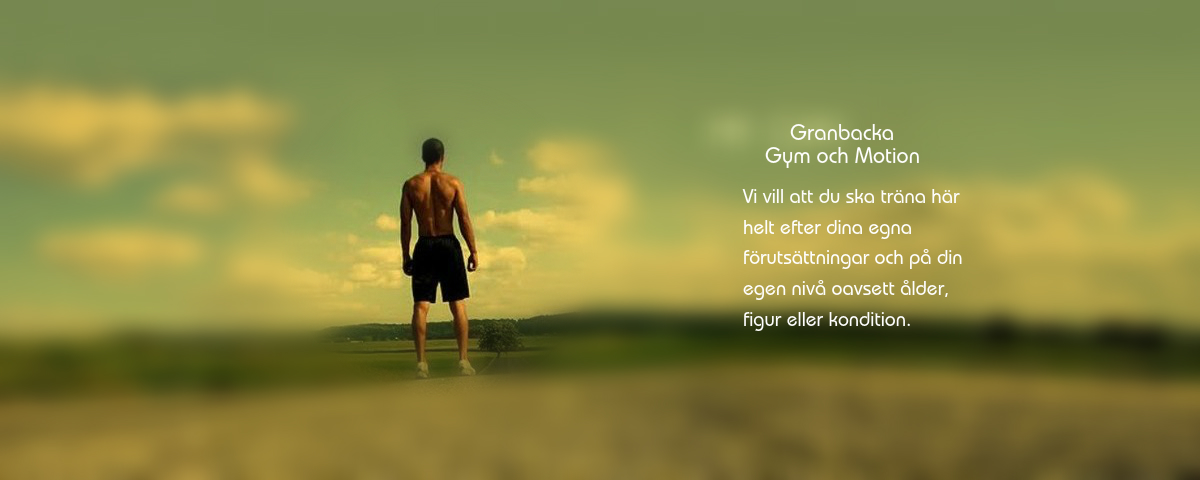 Granbacka
Gym och Motion
Vi vill att du ska träna här
helt efter dina egna
förutsättningar och på din
egen nivå oavsett ålder,
figur eller kondition.